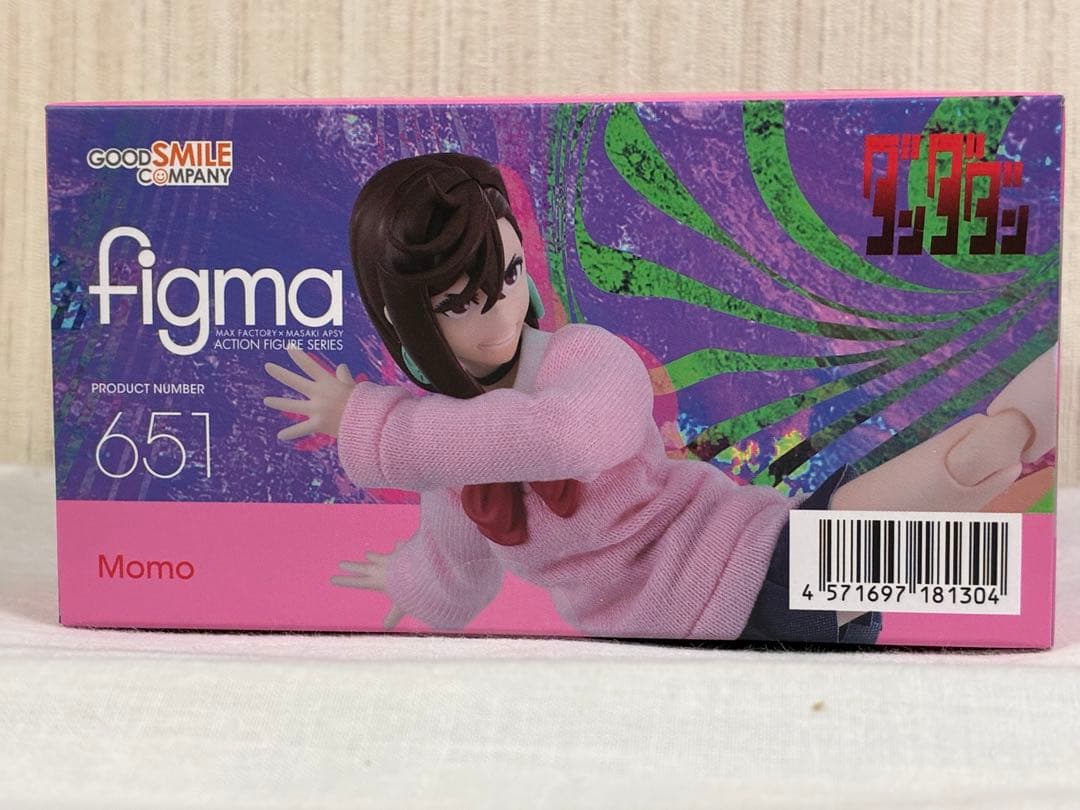 GOOD SMILE
COMPANY
figma
MAX FACTORY × MASAKI APSY
ACTION FIGURE SERIES
PRODUCT NUMBER
651
Momo
ダンダダン
4 571697 181304